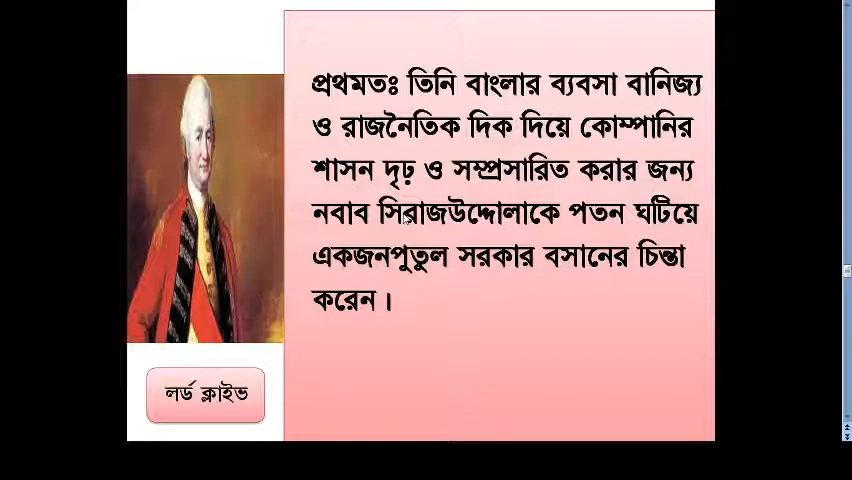 প্রথমতঃ তিনি বাংলার ব্যবসা বানিজ্য
ও রাজনৈতিক দিক দিয়ে কোম্পানির
শাসন দৃঢ় ও সম্প্রসারিত করার জন্য
নবাব সিরাজউদ্দোলাকে পতন ঘটিয়ে
একজনপুতুল সরকার বসানের চিন্তা
করেন।
লর্ড ক্লাইভ